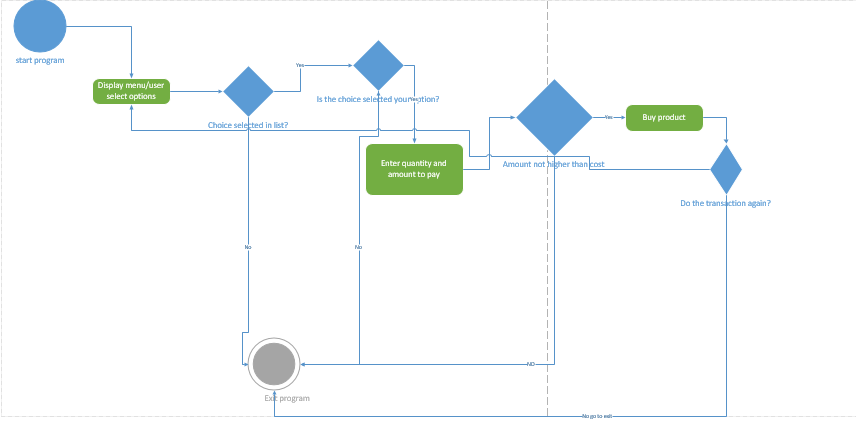 start program
Display menu/user
select options
Choice selected in list?
Yes
Is the choice selected your option?
Yes
Enter quantity and
amount to pay
Amount not higher than cost
Yes
Buy product
Do the transaction again?
No
No
NO
Exit program
No go to exit